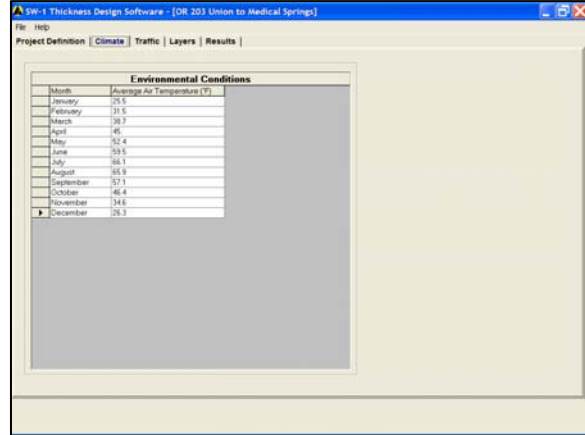 SW-1 Thickness Design Software - [OR 203 Union to Medical Springs]
File Help
Project Definition | Climate | Traffic | Layers | Results |
Environmental Conditions
Month Average Air Temperature (°F)
January 25.5
February 31.5
March 38.7
April 45
May 52.4
June 59.5
July 66.1
August 65.9
September 57.1
October 46.4
November 34.6
December 26.3